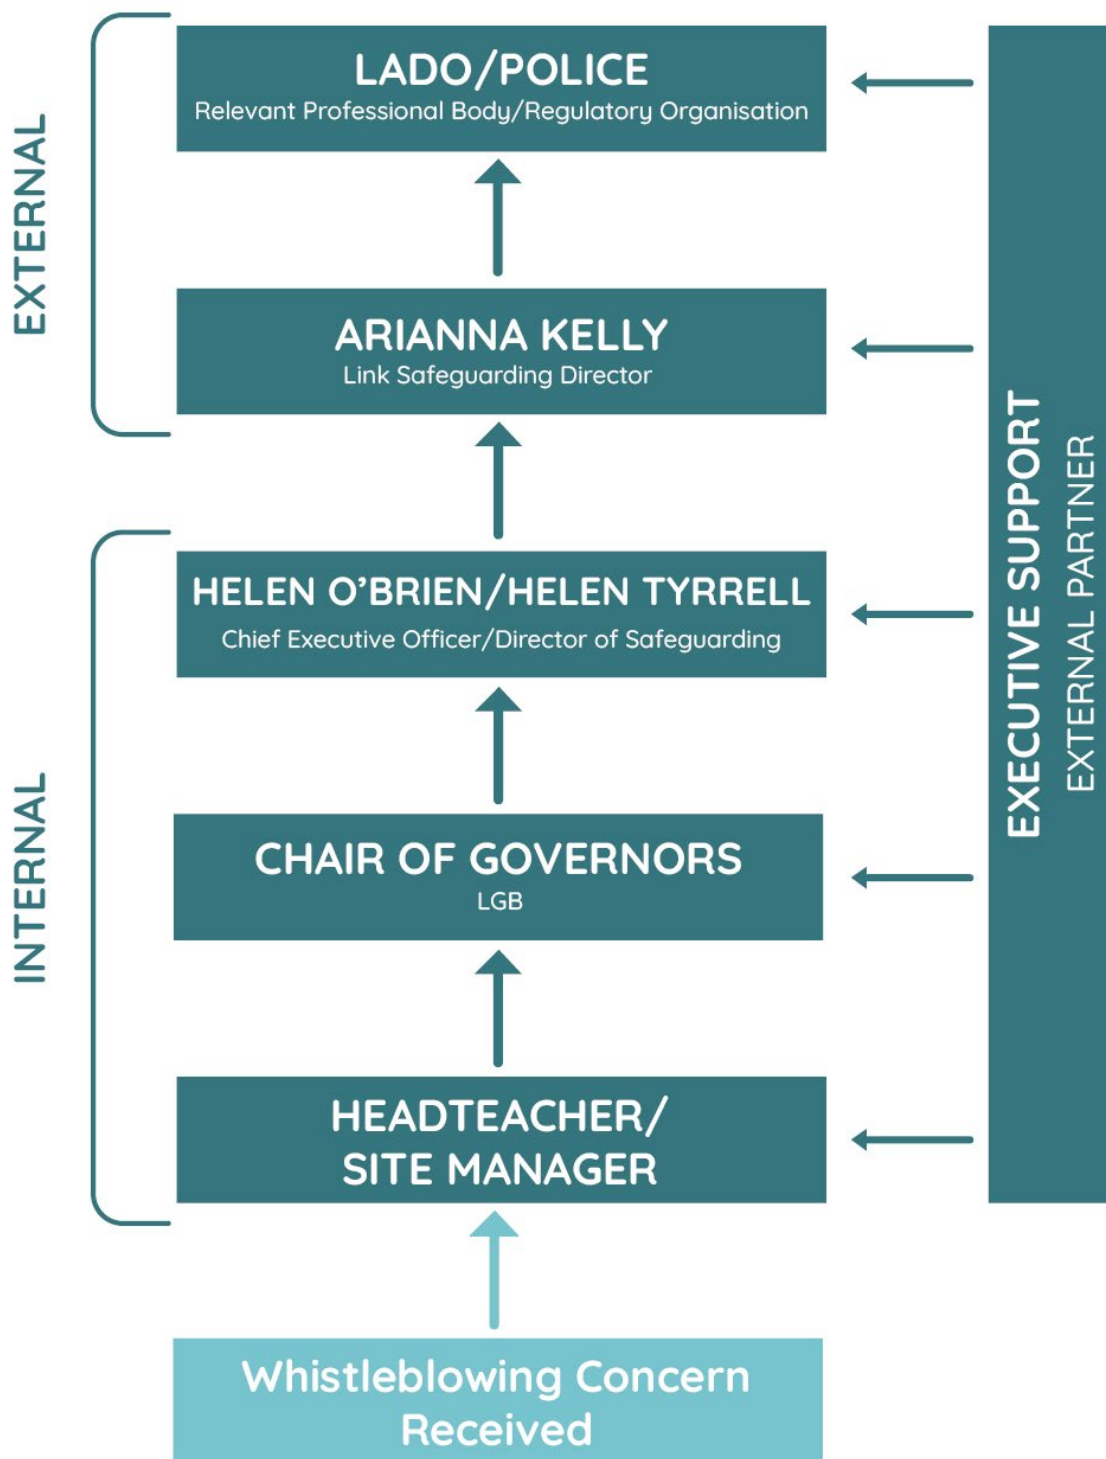 EXTERNAL
LADO/POLICE
Relevant Professional Body/Regulatory Organisation
ARIANNA KELLY
Link Safeguarding Director
INTERNAL
HELEN O’BRIEN/HELEN TYRRELL
Chief Executive Officer/Director of Safeguarding
CHAIR OF GOVERNORS
LGB
HEADTEACHER/
SITE MANAGER
Whistleblowing Concern
Received
EXECUTIVE SUPPORT
EXTERNAL PARTNER